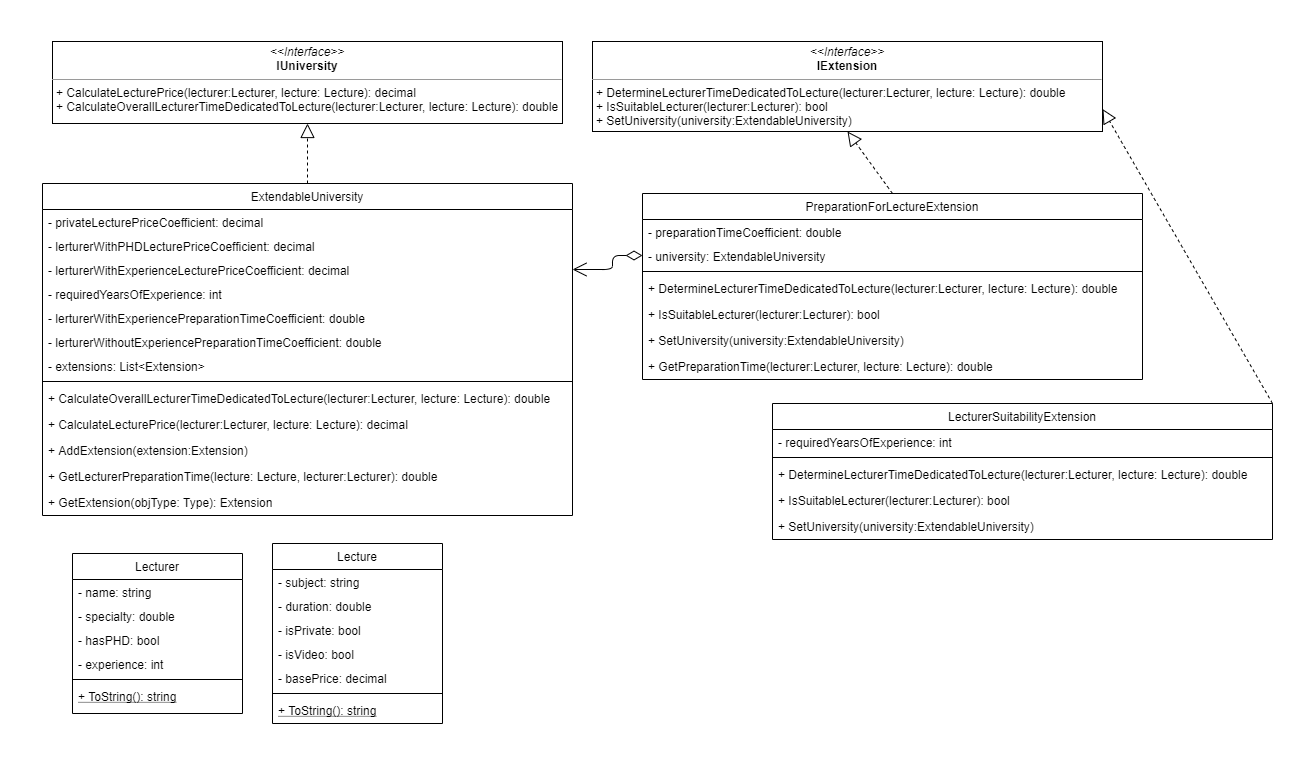 <<Interface>>
IUniversity
+ CalculateLecturePrice(lecturer:Lecturer, lecture: Lecture): decimal
+ CalculateOverallLecturerTimeDedicatedToLecture(lecturer:Lecturer, lecture: Lecture): double
<<Interface>>
IExtension
+ DetermineLecturerTimeDedicatedToLecture(lecturer:Lecturer, lecture: Lecture): double
+ IsSuitableLecturer(lecturer:Lecturer): bool
+ SetUniversity(university:ExtendableUniversity)
ExtendableUniversity
- privateLecturePriceCoefficient: decimal
- lerturerWithPHDLecturePriceCoefficient: decimal
- lerturerWithExperienceLecturePriceCoefficient: decimal
- requiredYearsOfExperience: int
- lerturerWithExperiencePreparationTimeCoefficient: double
- lerturerWithoutExperiencePreparationTimeCoefficient: double
- extensions: List<Extension>
+ CalculateOverallLecturerTimeDedicatedToLecture(lecturer:Lecturer, lecture: Lecture): double
+ CalculateLecturePrice(lecturer:Lecturer, lecture: Lecture): decimal
+ AddExtension(extension:Extension)
+ GetLecturerPreparationTime(lecture: Lecture, lecturer:Lecturer): double
+ GetExtension(objType: Type): Extension
PreparationForLectureExtension
- preparationTimeCoefficient: double
- university: ExtendableUniversity
+ DetermineLecturerTimeDedicatedToLecture(lecturer:Lecturer, lecture: Lecture): double
+ IsSuitableLecturer(lecturer:Lecturer): bool
+ SetUniversity(university:ExtendableUniversity)
+ GetPreparationTime(lecturer:Lecturer, lecture: Lecture): double
LecturerSuitabilityExtension
- requiredYearsOfExperience: int
+ DetermineLecturerTimeDedicatedToLecture(lecturer:Lecturer, lecture: Lecture): double
+ IsSuitableLecturer(lecturer:Lecturer): bool
+ SetUniversity(university:ExtendableUniversity)
Lecturer
- name: string
- specialty: double
- hasPHD: bool
- experience: int
+ ToString(): string
Lecture
- subject: string
- duration: double
- isPrivate: bool
- isVideo: bool
- basePrice: decimal
+ ToString(): string